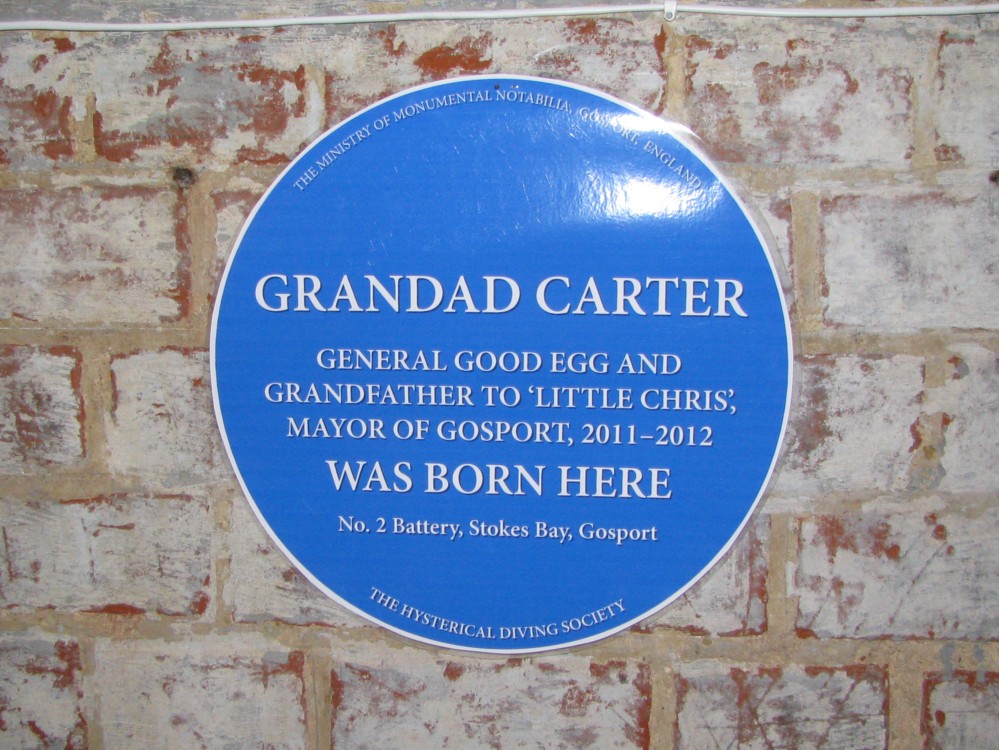 THE MINISTRY OF MONUMENTAL NOTABILIA, GOSPORT, ENGLAND
GRANDAD CARTER
GENERAL GOOD EGG AND
GRANDFATHER TO ‘LITTLE CHRIS’,
MAYOR OF GOSPORT, 2011–2012
WAS BORN HERE
No. 2 Battery, Stokes Bay, Gosport
THE HYSTERICAL DIVING SOCIETY